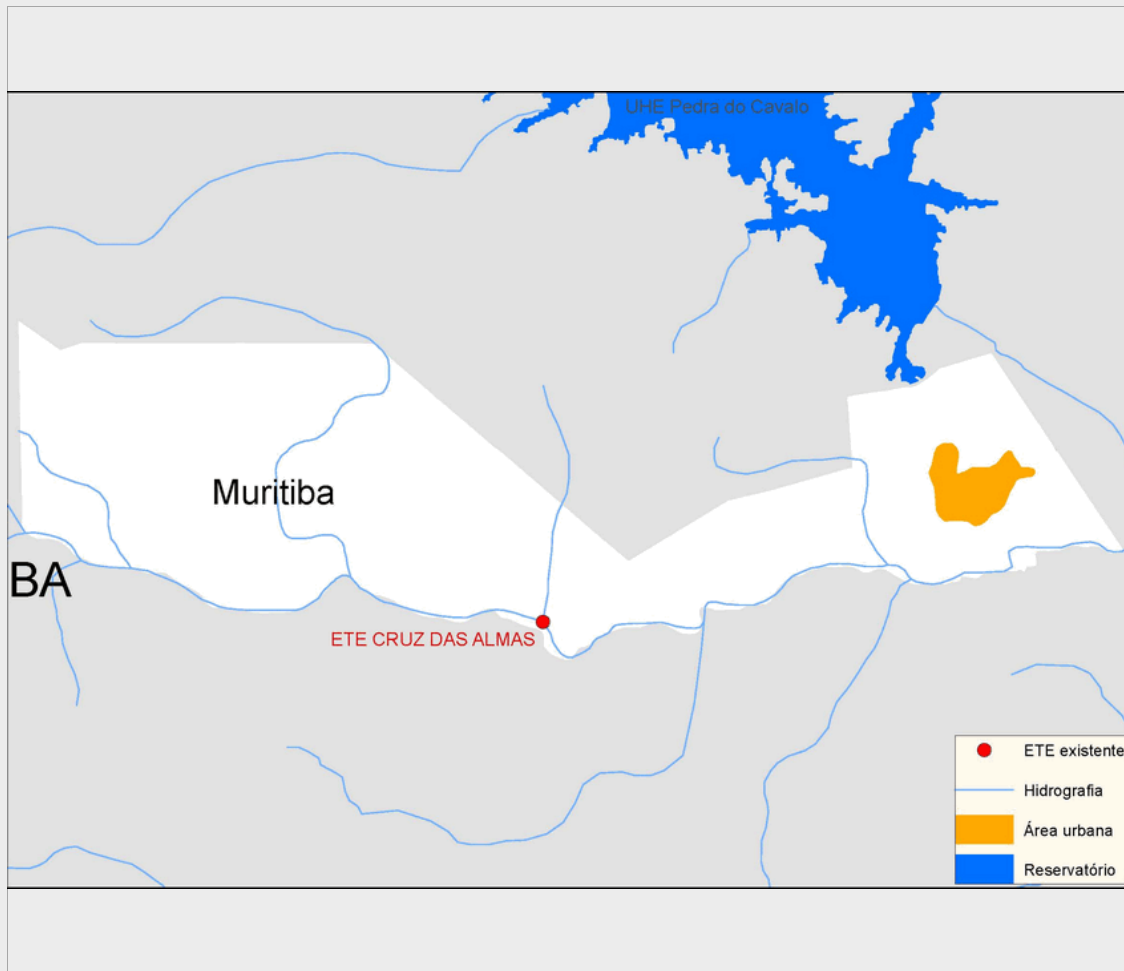 UHE Pedra do Cavalo
Muritiba
BA
ETE CRUZ DAS ALMAS
ETE existente
Hidrografia
Área urbana
Reservatório